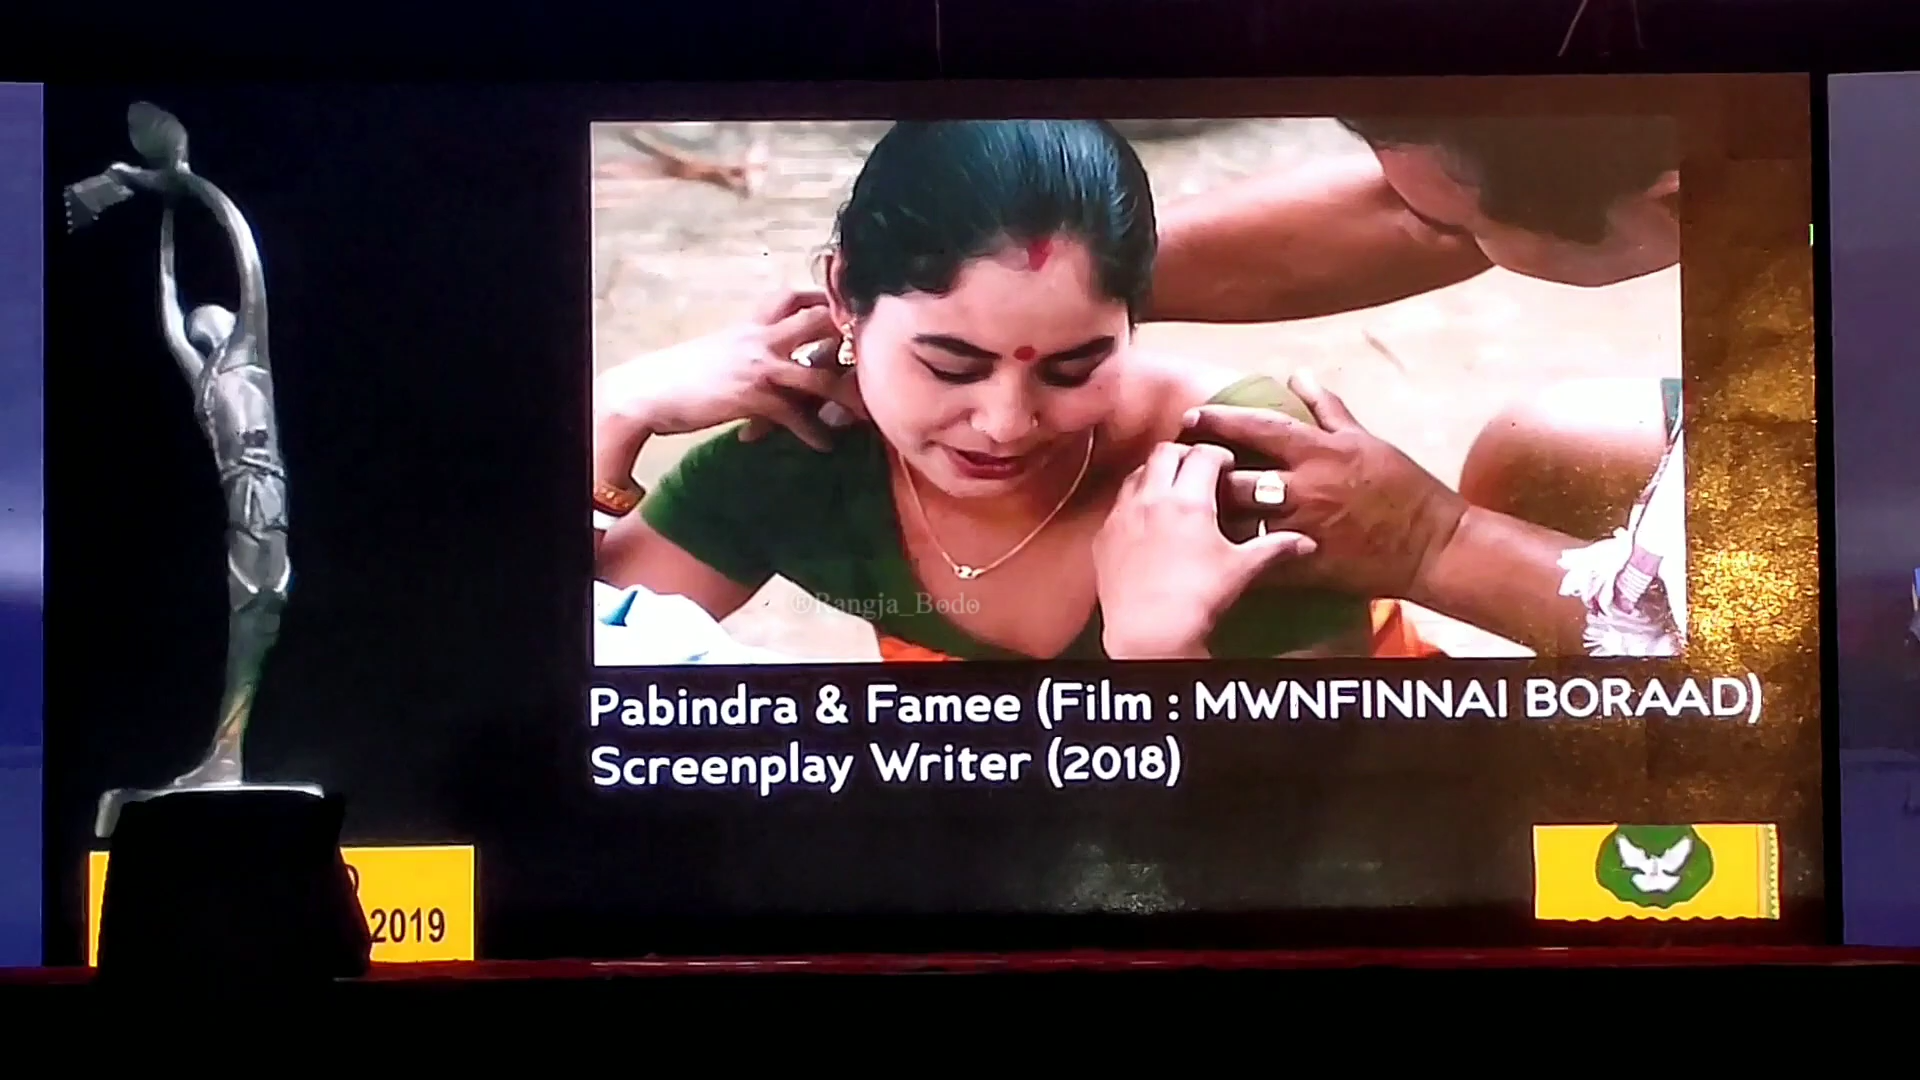 ®Rangja_Bodo
Pabindra & Famee (Film : MWNFINNAI BORAAD)
Screenplay Writer (2018)
2019